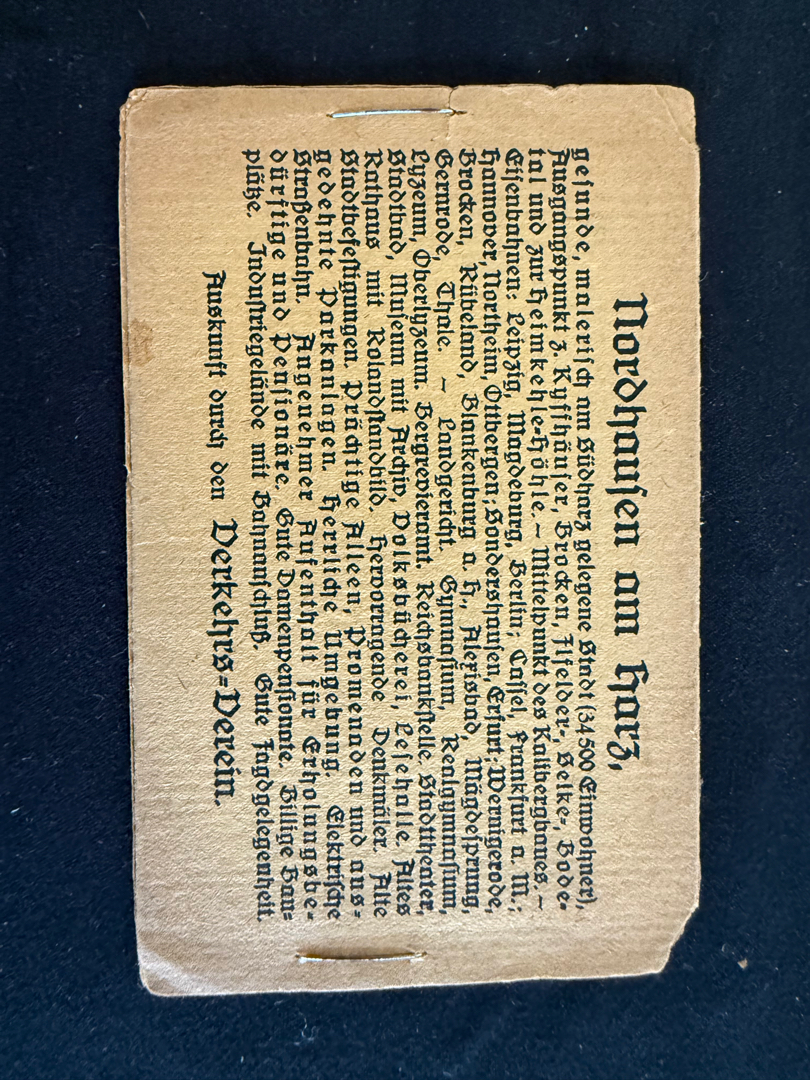 Nordhauſen am Harz,
geſunde, maleriſch am Südharz gelegene Stadt (34500 Einwohner),
Ausgangspunkt z. Kyffhäuſer, Brocken, Ilfelder-, Selke-, Bode-
tal und zur Heimkehle-Höhle. – Mittelpunkt des Kalibergbaues. –
Eiſenbahnen: Leipzig, Magdeburg, Berlin; Caſſel, Frankfurt a. M.;
Hannover, Northeim, Ottbergen; Sondershauſen, Erfurt; Wernigerode,
Brocken, Rübeland, Blankenburg a. H., Alexisbad, Mägdeſprung,
Gernrode, Thale. – Landgericht. Gymnaſium, Realgymnaſium,
Lyzeum, Oberlyzeum. Bergrevieramt. Reichsbankſtelle. Stadttheater,
Stadtbad, Muſeum mit Archiv, Volksbücherei, Leſehalle. Altes
Rathaus mit Rolandſtandbild. Hervorragende Denkmäler. Alte
Stadtbefeſtigungen. Prächtige Alleen, Promenaden und aus-
gedehnte Parkanlagen. Herrliche Umgebung. Elektriſche
Straßenbahn. Angenehmer Aufenthalt für Erholungsbe-
dürftige und Penſionäre. Gute Damenpenſionate. Billige Bau-
plätze. Induſtriegelände mit Bahnanſchluß. Gute Jagdgelegenheit.
Auskunft durch den Verkehrs-Verein.